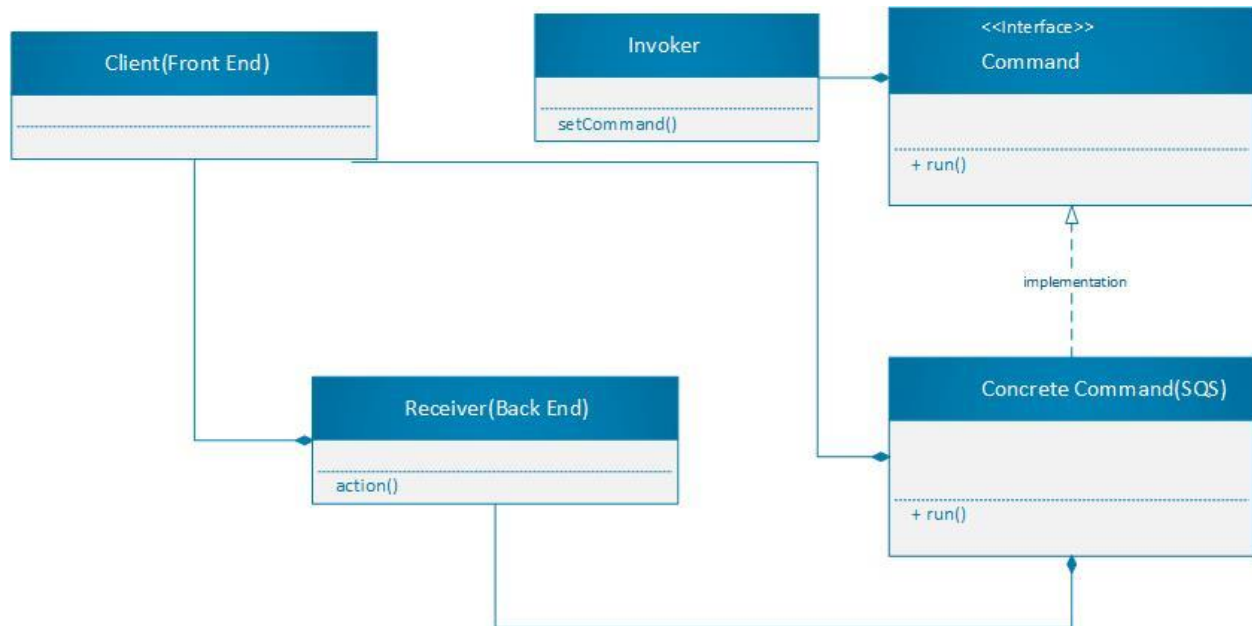 Client(Front End)
Invoker
setCommand()
<<Interface>>
Command
+ run()
implementation
Receiver(Back End)
action()
Concrete Command(SQS)
+ run()